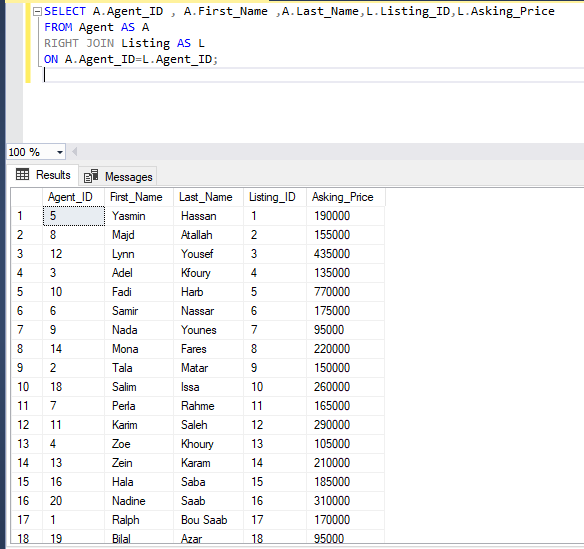 SELECT A.Agent_ID , A.First_Name ,A.Last_Name,L.Listing_ID,L.Asking_Price
FROM Agent AS A
RIGHT JOIN Listing AS L
ON A.Agent_ID=L.Agent_ID;
100 %
Results Messages
Agent_ID First_Name Last_Name Listing_ID Asking_Price
1 5 Yasmin Hassan 1 190000
2 8 Majd Atallah 2 155000
3 12 Lynn Yousef 3 435000
4 3 Adel Kfoury 4 135000
5 10 Fadi Harb 5 770000
6 6 Samir Nassar 6 175000
7 9 Nada Younes 7 95000
8 14 Mona Fares 8 220000
9 2 Tala Matar 9 150000
10 18 Salim Issa 10 260000
11 7 Perla Rahme 11 165000
12 11 Karim Saleh 12 290000
13 4 Zoe Khoury 13 105000
14 13 Zein Karam 14 210000
15 16 Hala Saba 15 185000
16 20 Nadine Saab 16 310000
17 1 Ralph Bou Saab 17 170000
18 19 Bilal Azar 18 95000